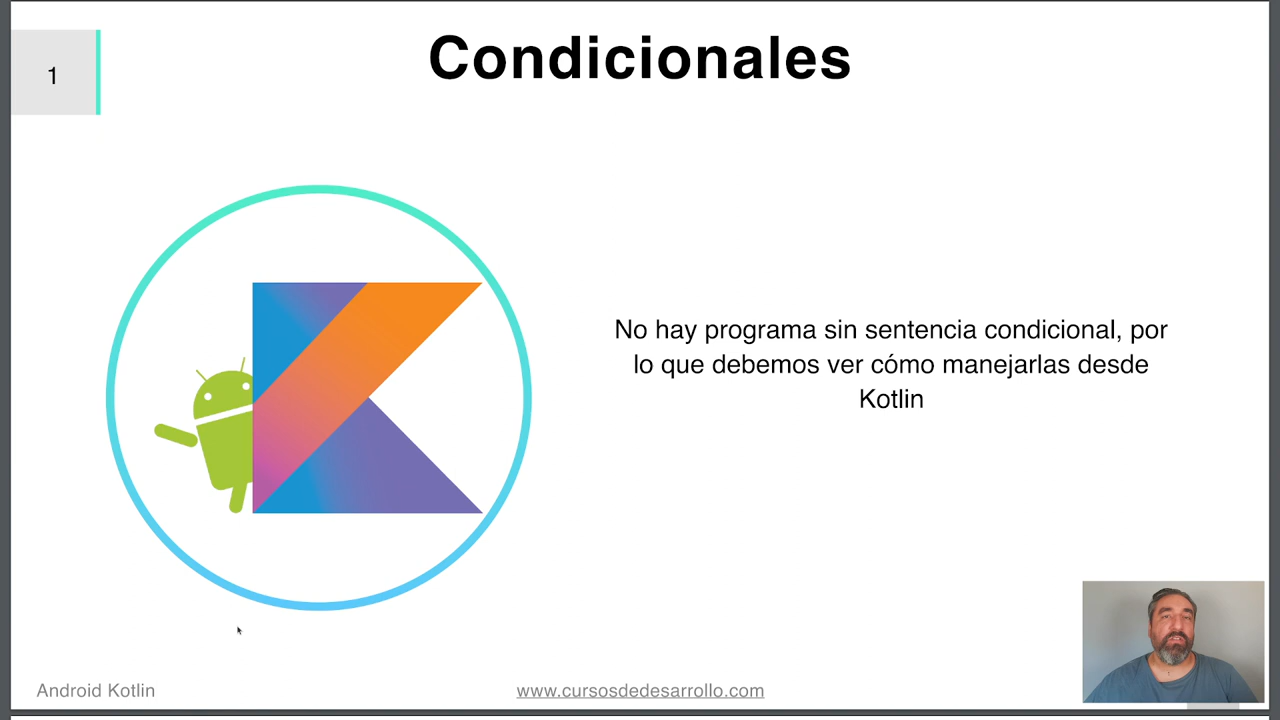 1
Condicionales
No hay programa sin sentencia condicional, por
lo que debemos ver cómo manejarlas desde
Kotlin
Android Kotlin
www.cursosdedesarrollo.com